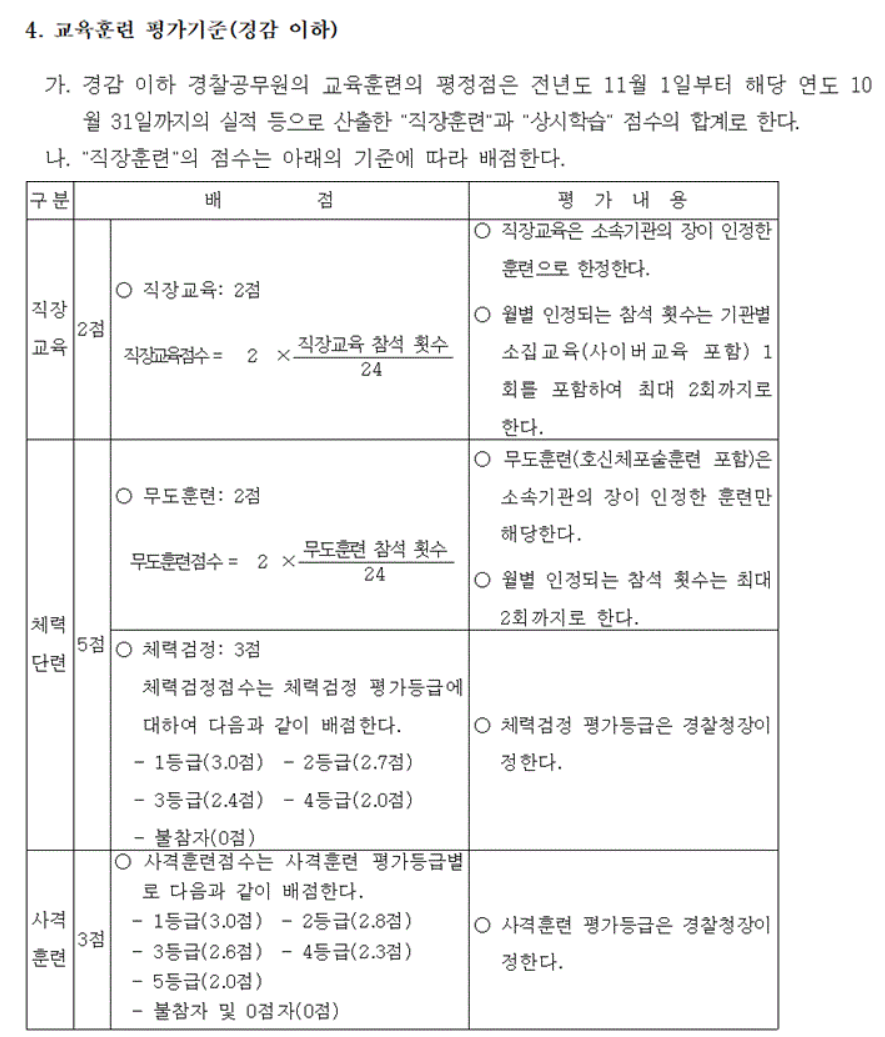 4. 교육훈련 평가기준(경감 이하)
가. 경감 이하 경찰공무원의 교육훈련의 평정점은 전년도 11월 1일부터 해당 연도 10
월 31일까지의 실적 등으로 산출한 "직장훈련"과 "상시학습" 점수의 합계로 한다.
나. "직장훈련"의 점수는 아래의 기준에 따라 배점한다.
구분 배 점 평 가 내 용
직장
교육
2점
○ 직장교육: 2점
직장교육점수 = 2 × 직장교육 참석 횟수
24
○ 직장교육은 소속기관의 장이 인정한
훈련으로 한정한다.
○ 월별 인정되는 참석 횟수는 기관별
소집교육(사이버교육 포함) 1
회를 포함하여 최대 2회까지로
한다.
체력
단련
5점
○ 무도훈련: 2점
무도훈련점수 = 2 × 무도훈련 참석 횟수
24
○ 무도훈련(호신체포술훈련 포함)은
소속기관의 장이 인정한 훈련만
해당한다.
○ 월별 인정되는 참석 횟수는 최대
2회까지로 한다.
○ 체력검정: 3점
체력검정점수는 체력검정 평가등급에
대하여 다음과 같이 배점한다.
- 1등급(3.0점) - 2등급(2.7점)
- 3등급(2.4점) - 4등급(2.0점)
- 불참자(0점)
○ 체력검정 평가등급은 경찰청장이
정한다.
사격
훈련
3점
○ 사격훈련점수는 사격훈련 평가등급별
로 다음과 같이 배점한다.
- 1등급(3.0점) - 2등급(2.8점)
- 3등급(2.6점) - 4등급(2.3점)
- 5등급(2.0점)
- 불참자 및 0점자(0점)
○ 사격훈련 평가등급은 경찰청장이
정한다.